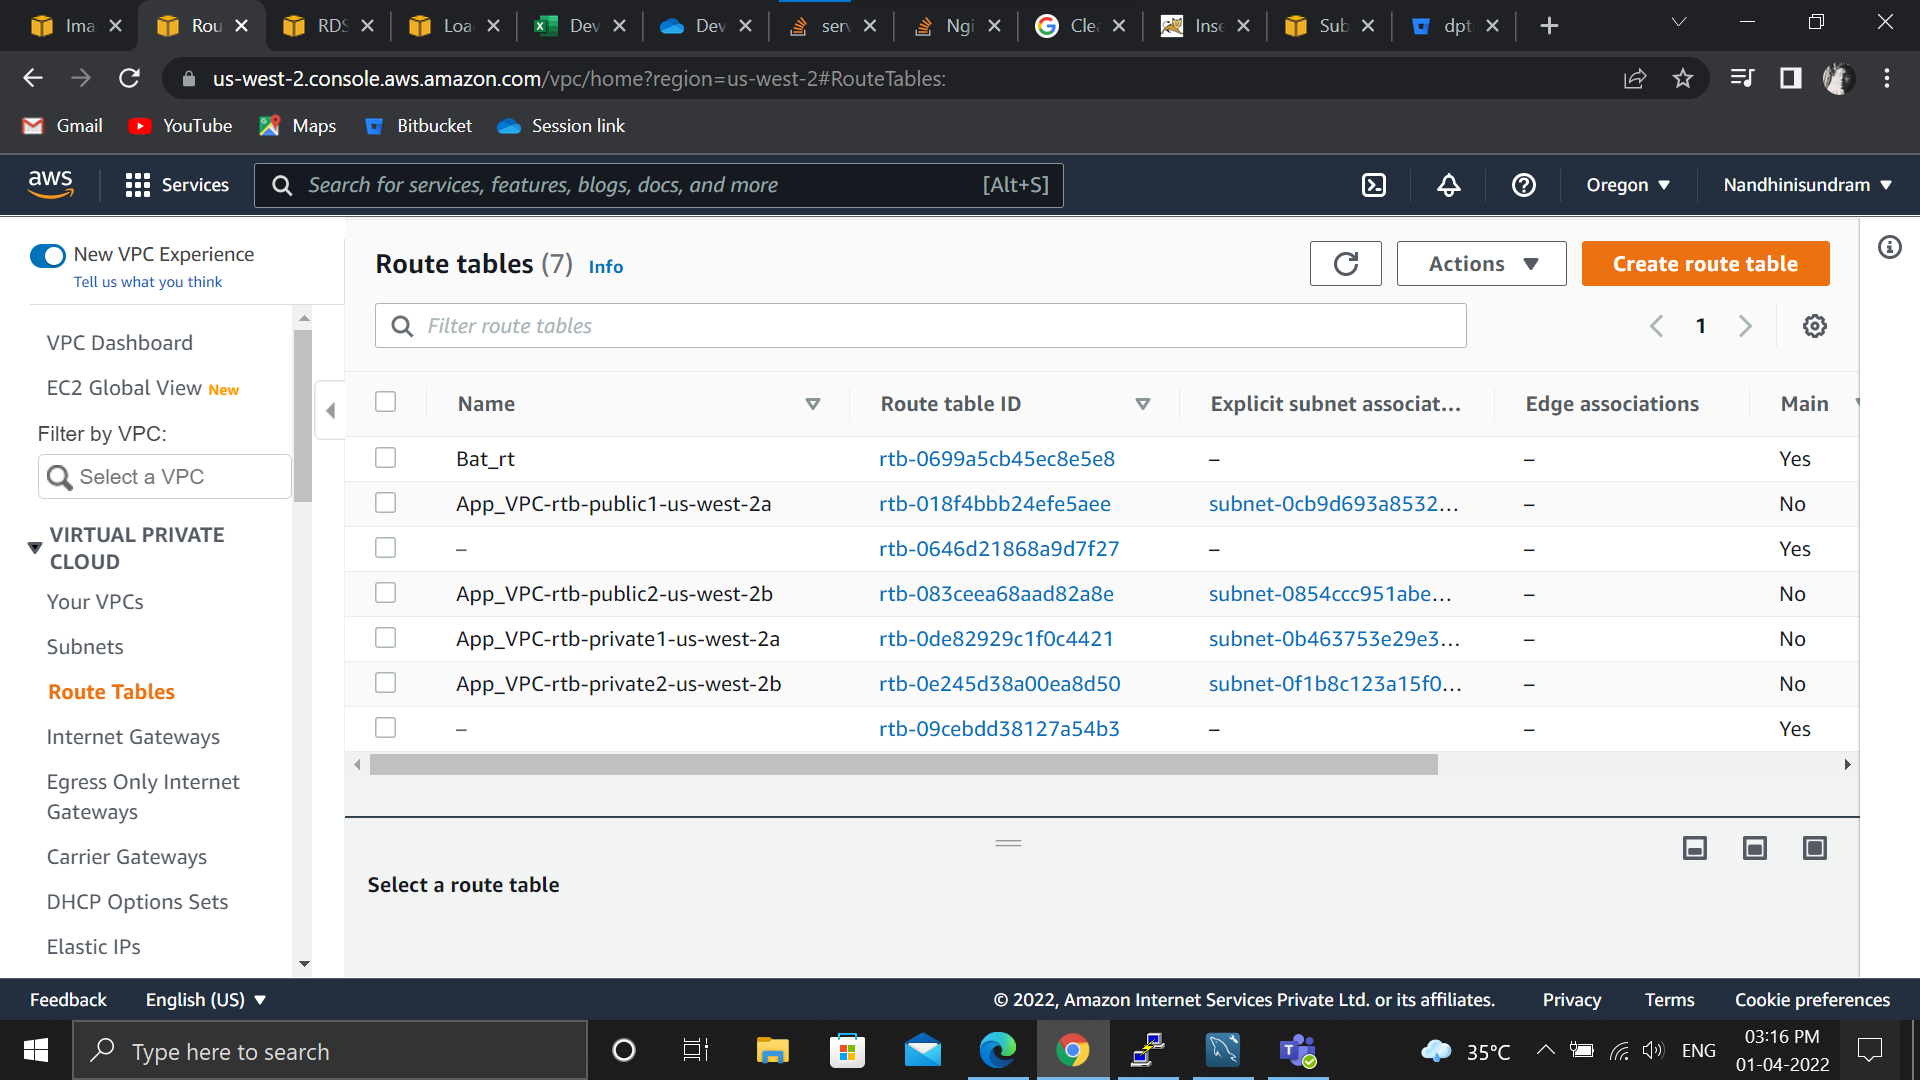 Ima
Rou
RDS
Loa
Dev
Dev
serv
Ngi
Clea
Inse
Sub
dpt
us-west-2.console.aws.amazon.com/vpc/home?region=us-west-2#RouteTables:
Gmail
YouTube
Maps
Bitbucket
Session link
aws
Services
Search for services, features, blogs, docs, and more
[Alt+S]
Oregon
Nandhinisundram
New VPC Experience
Tell us what you think
VPC Dashboard
EC2 Global View New
Filter by VPC:
Select a VPC
VIRTUAL PRIVATE
CLOUD
Your VPCs
Subnets
Route Tables
Internet Gateways
Egress Only Internet
Gateways
Carrier Gateways
DHCP Options Sets
Elastic IPs
Route tables (7) Info
Actions
Create route table
Filter route tables
1
Name Route table ID Explicit subnet associat... Edge associations Main
Bat_rt rtb-0699a5cb45ec8e5e8 – – Yes
App_VPC-rtb-public1-us-west-2a rtb-018f4bbb24efe5aee subnet-0cb9d693a8532... – No
– rtb-0646d21868a9d7f27 – – Yes
App_VPC-rtb-public2-us-west-2b rtb-083ceea68aad82a8e subnet-0854ccc951abe... – No
App_VPC-rtb-private1-us-west-2a rtb-0de82929c1f0c4421 subnet-0b463753e29e3... – No
App_VPC-rtb-private2-us-west-2b rtb-0e245d38a00ea8d50 subnet-0f1b8c123a15f0... – No
– rtb-09cebdd38127a54b3 – – Yes
Select a route table
Feedback
English (US)
© 2022, Amazon Internet Services Private Ltd. or its affiliates.
Privacy
Terms
Cookie preferences
Type here to search
35°C
ENG
03:16 PM
01-04-2022